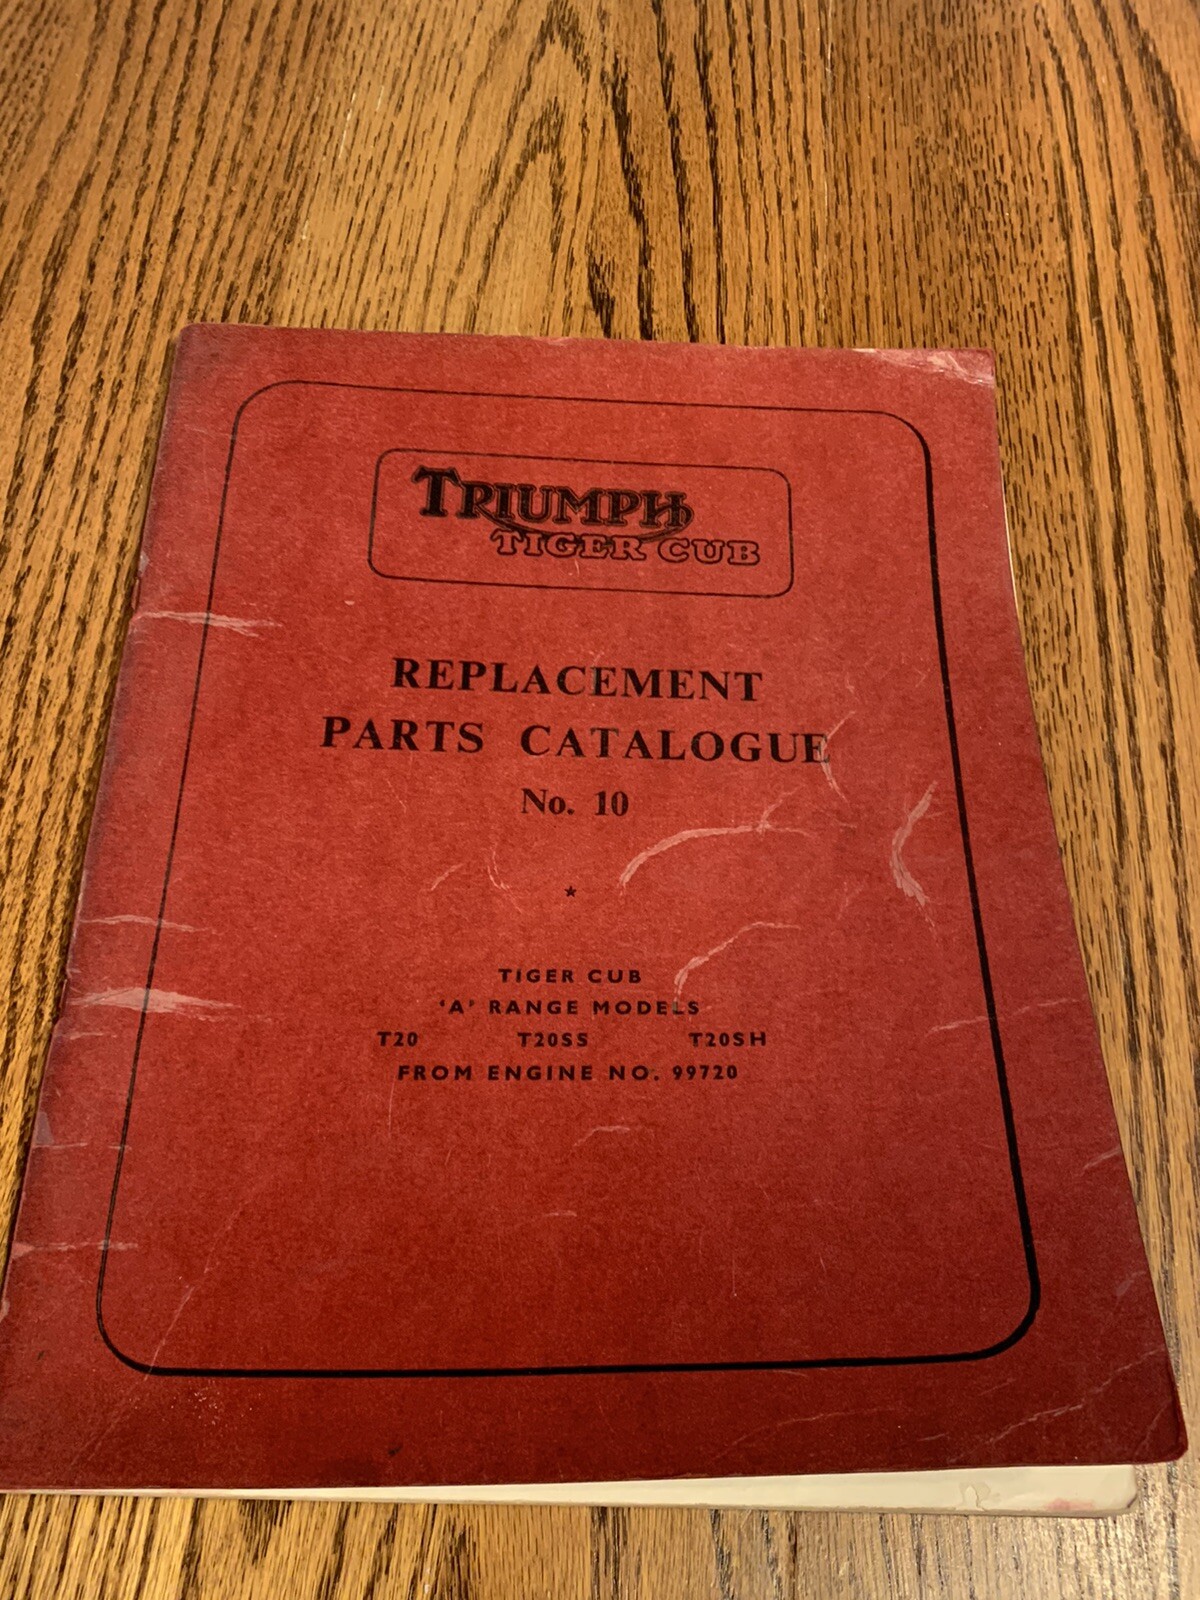 TRIUMPH
TIGER CUB
REPLACEMENT
PARTS CATALOGUE
No. 10
TIGER CUB
'A' RANGE MODELS
T20 T20SS T20SH
FROM ENGINE NO. 99720